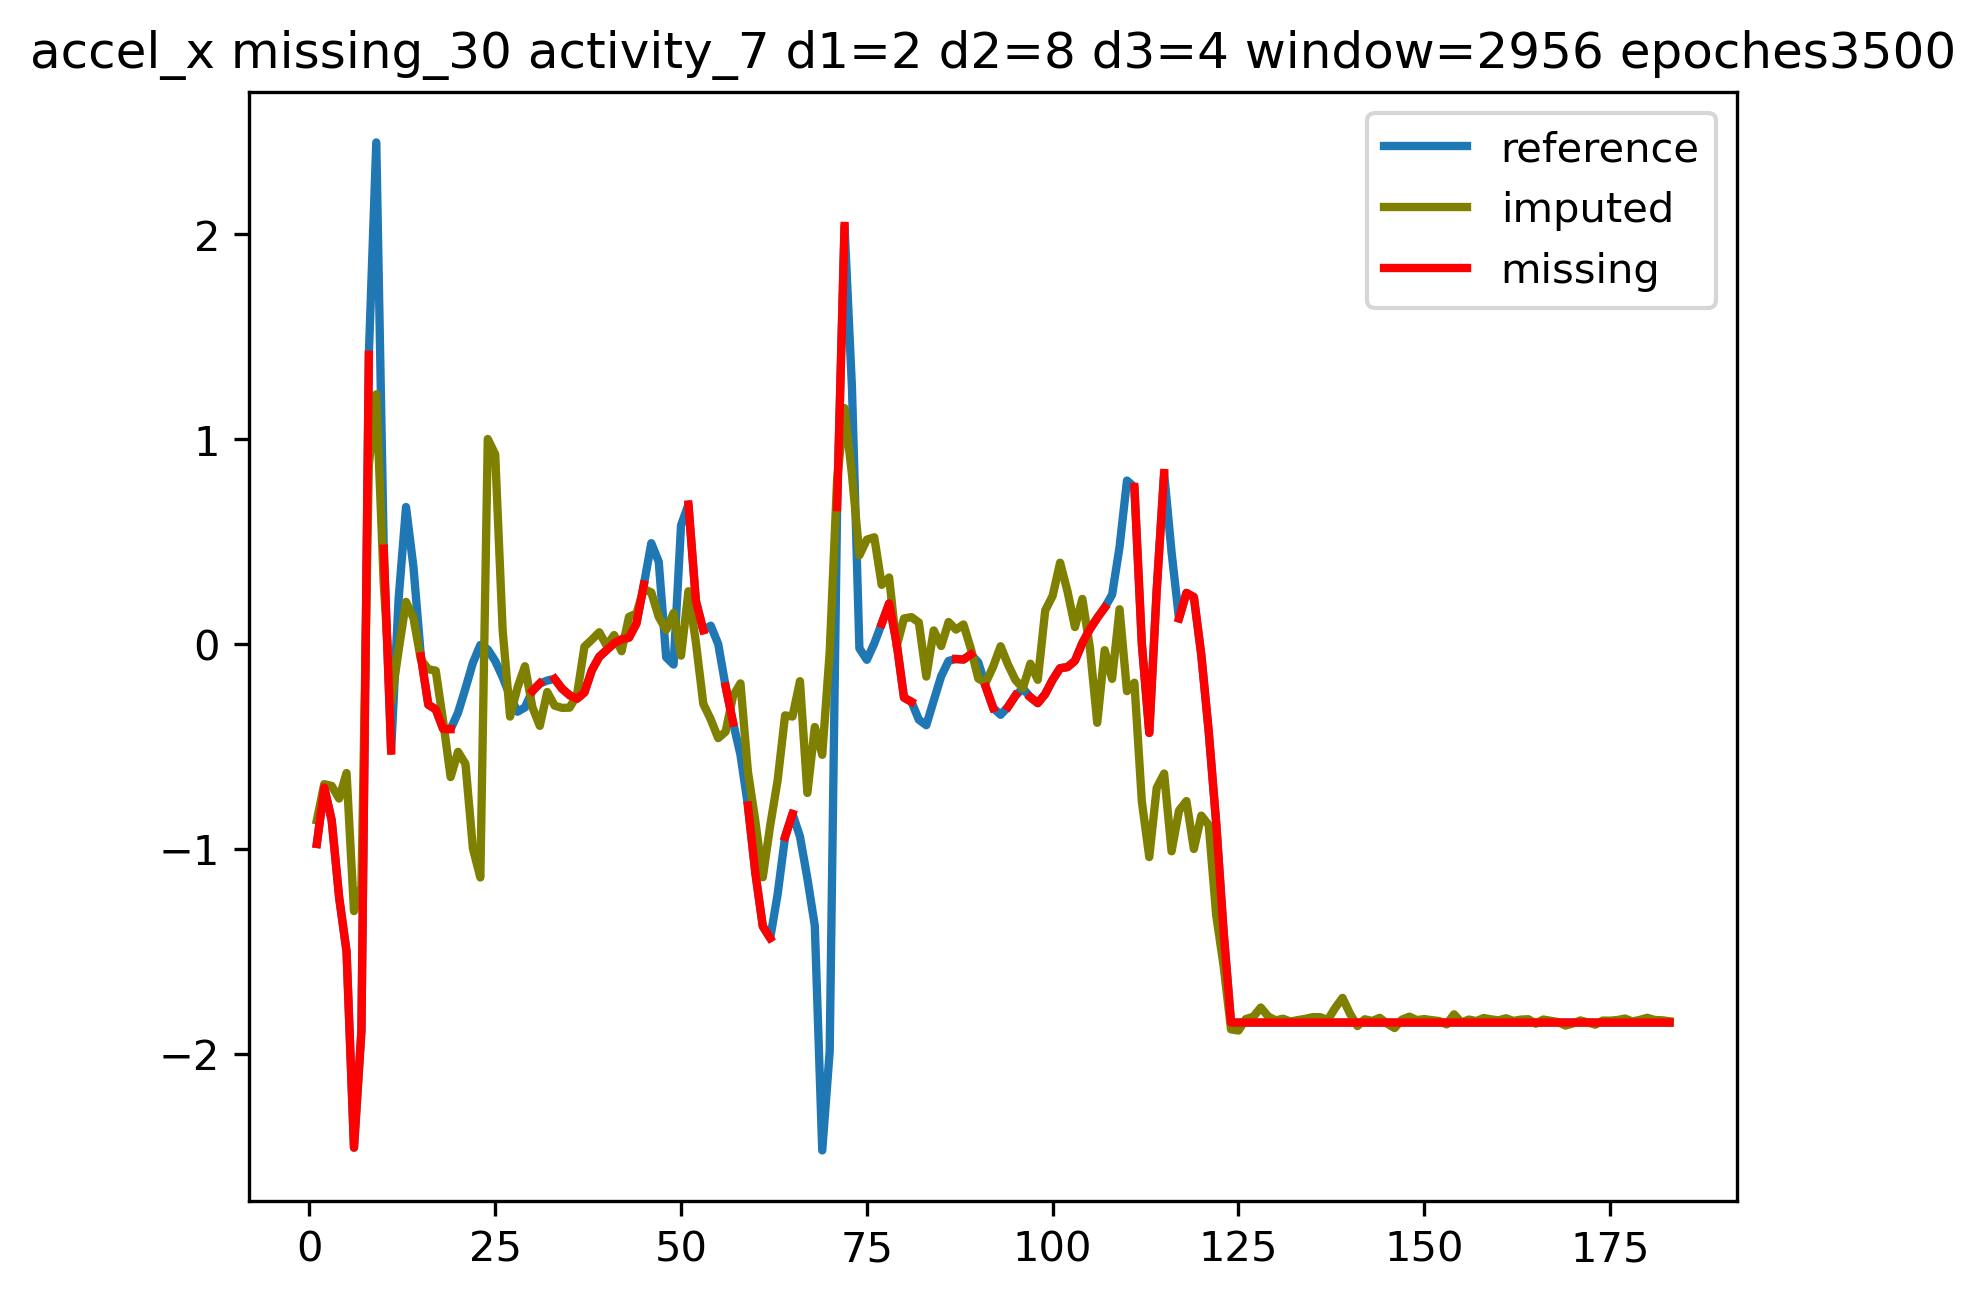 accel_x missing_30 activity_7 d1=2 d2=8 d3=4 window=2956 epoches3500
reference
imputed
missing
2
1
0
−1
−2
0 25 50 75 100 125 150 175